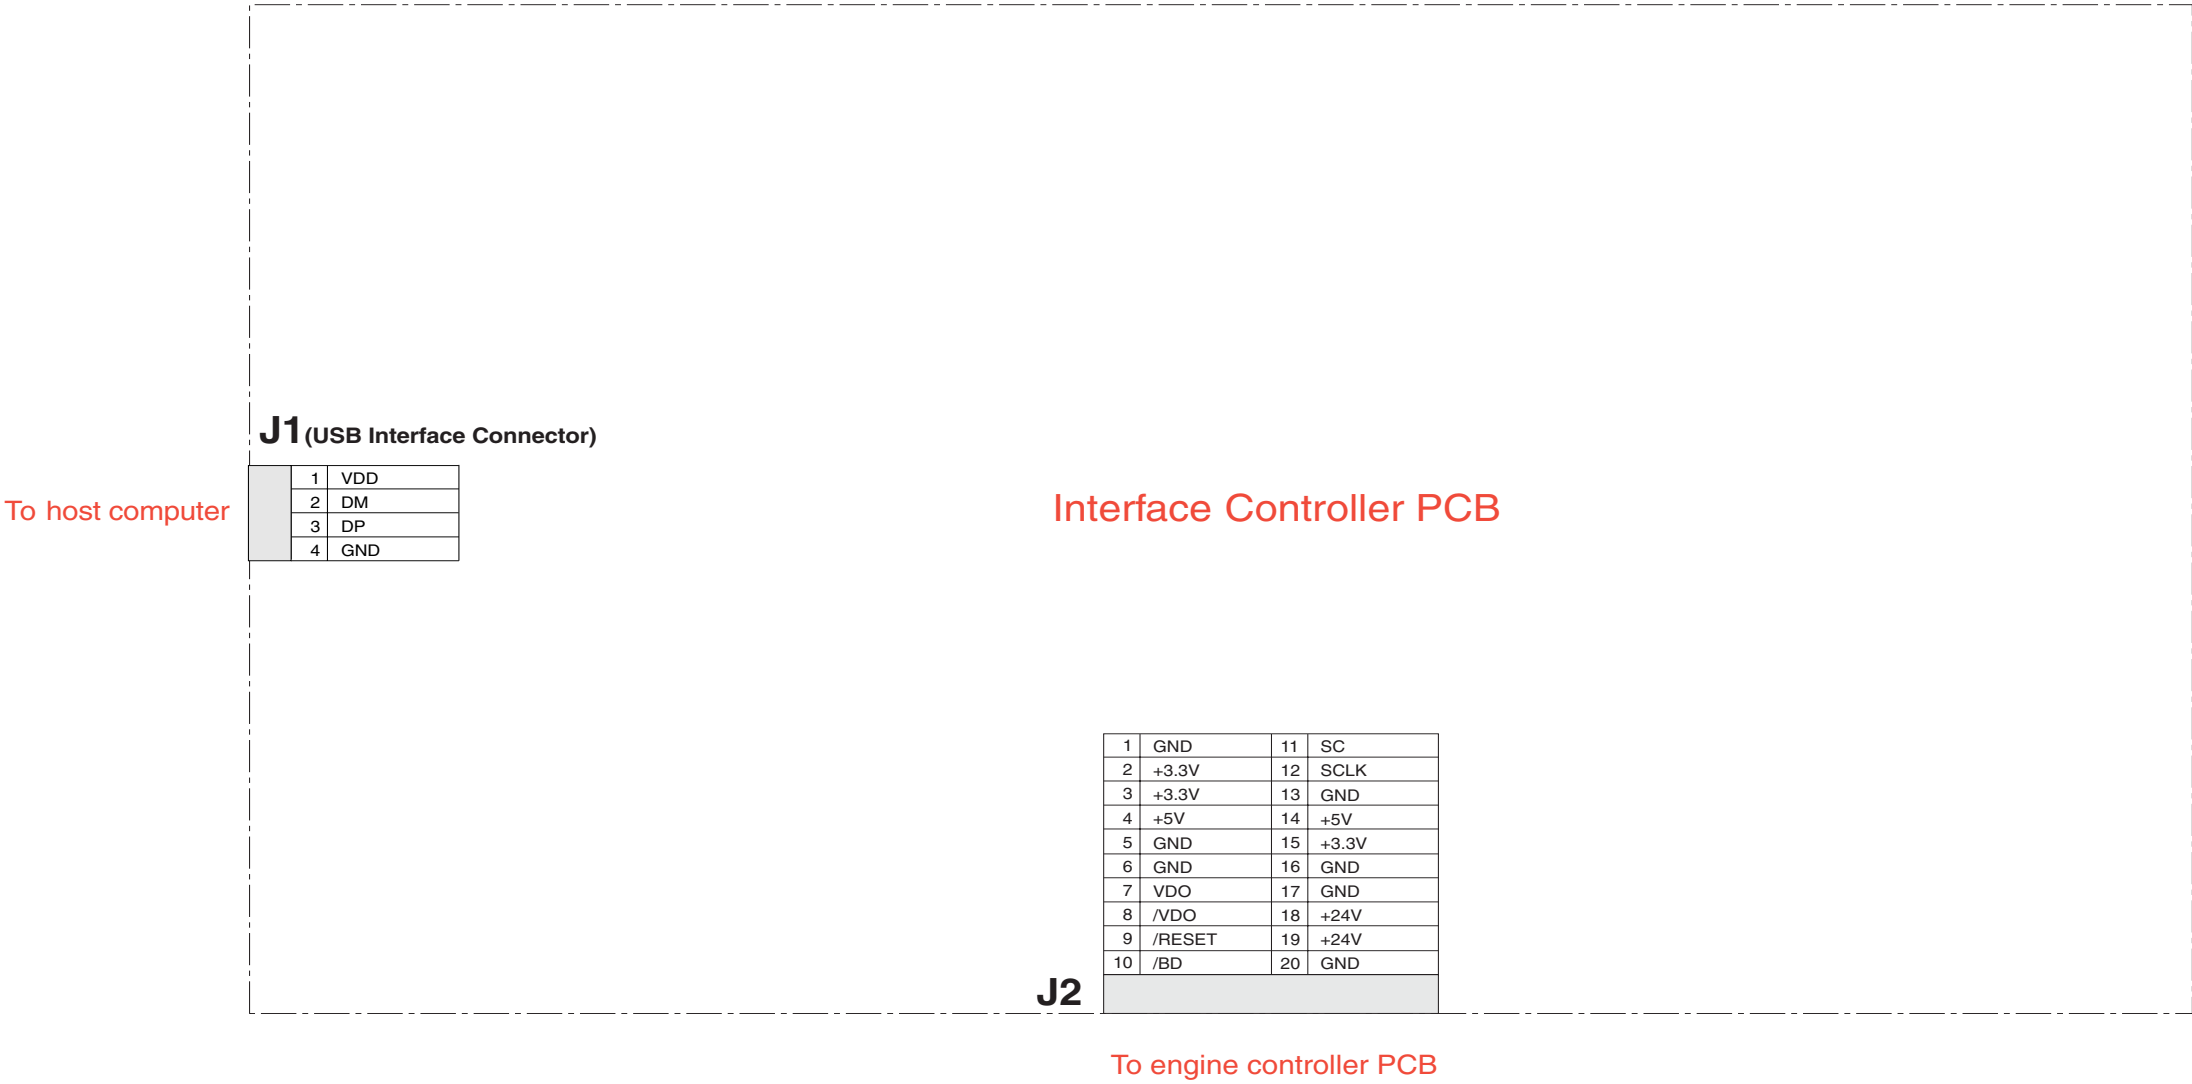 J1 (USB Interface Connector)
1 VDD
2 DM
3 DP
4 GND
To host computer
Interface Controller PCB
1 GND 11 SC
2 +3.3V 12 SCLK
3 +3.3V 13 GND
4 +5V 14 +5V
5 GND 15 +3.3V
6 GND 16 GND
7 VDO 17 GND
8 /VDO 18 +24V
9 /RESET 19 +24V
10 /BD 20 GND
J2
To engine controller PCB